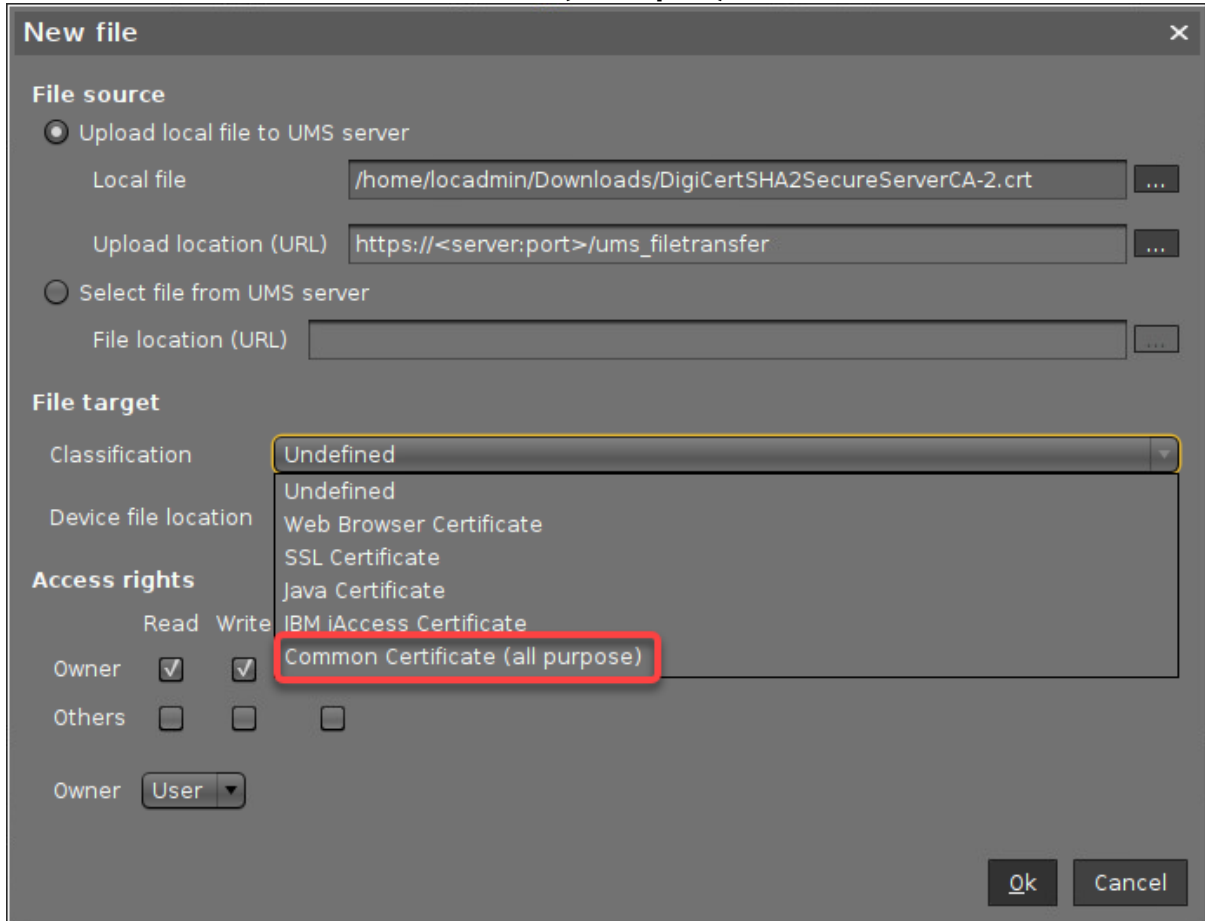 New file
File source
Upload local file to UMS server
Local file /home/locadmin/Downloads/DigiCertSHA2SecureServerCA-2.crt ...
Upload location (URL) https://<server:port>/ums_filetransfer ...
Select file from UMS server
File location (URL) ...
File target
Classification Undefined
Undefined
Device file location
Web Browser Certificate
SSL Certificate
Access rights
Java Certificate
Read Write IBM iAccess Certificate
Owner Common Certificate (all purpose)
Others
Owner User
Ok Cancel